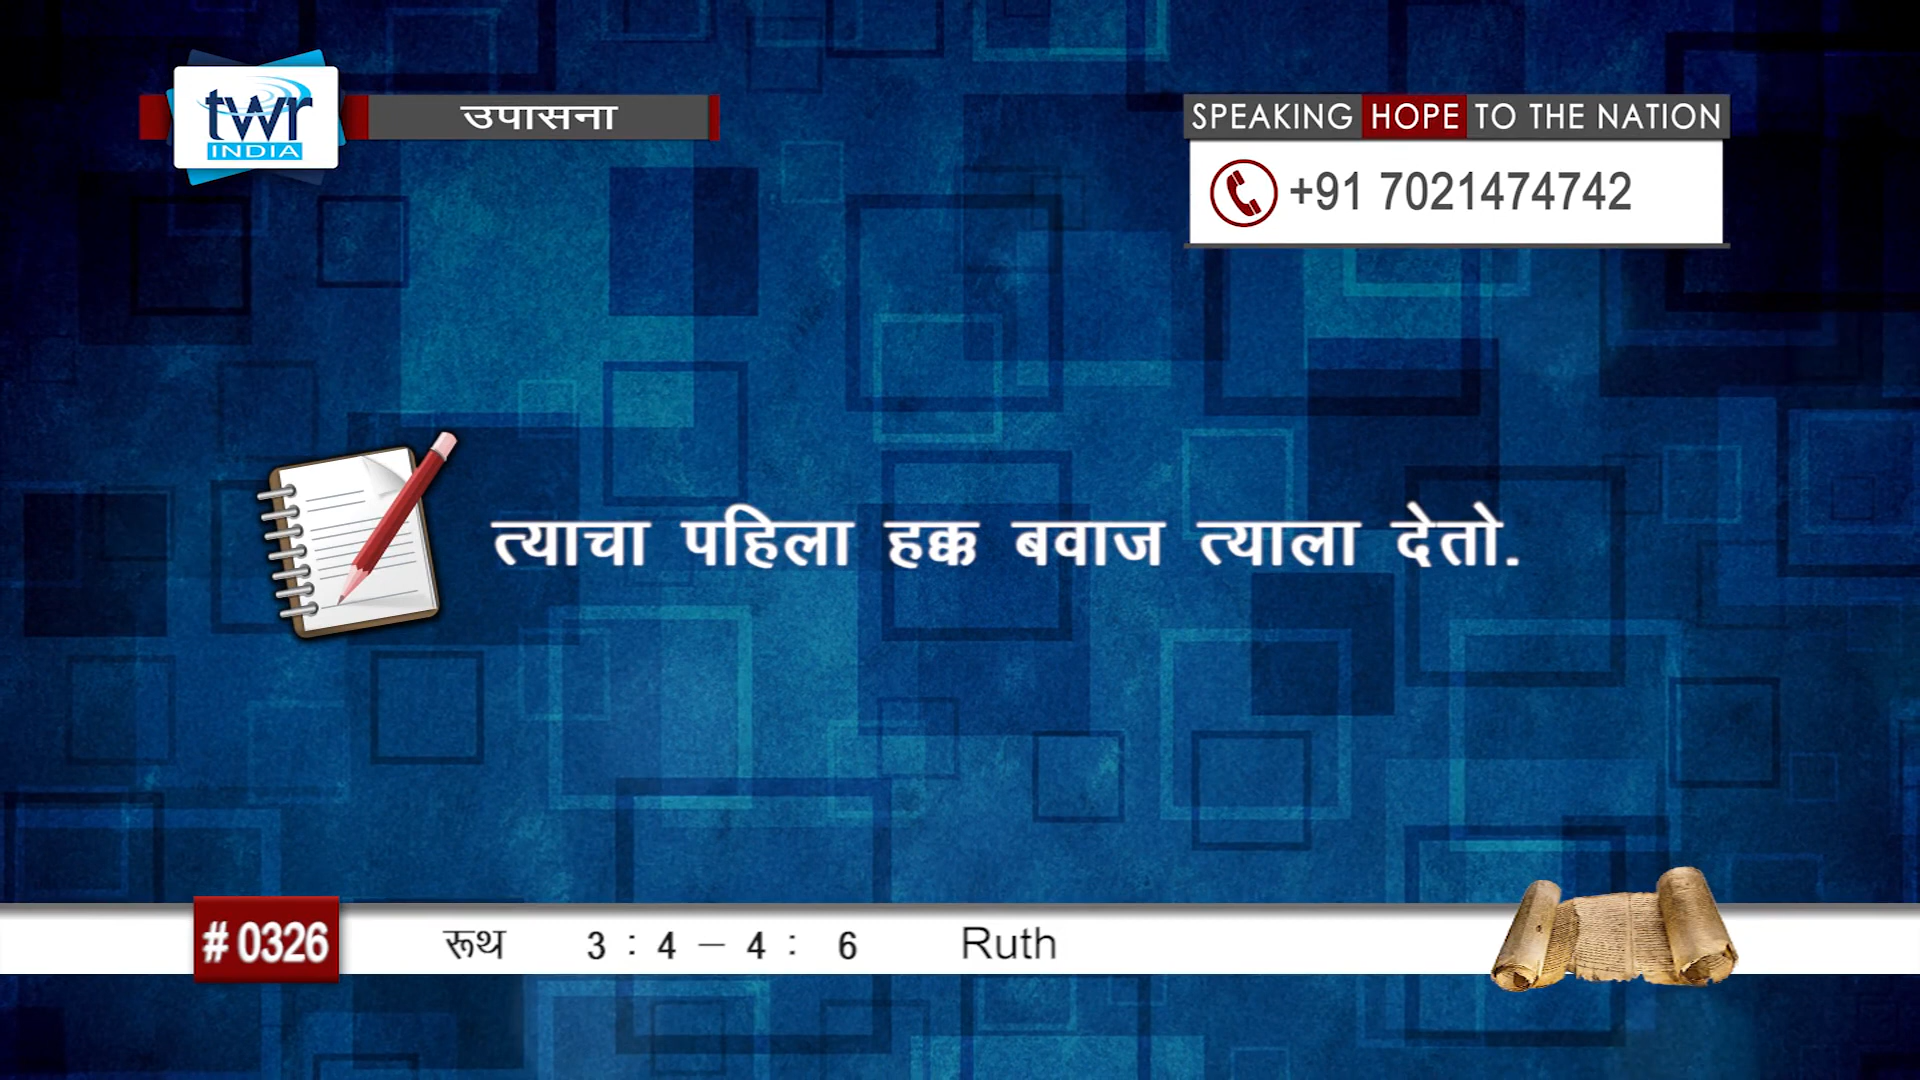 twr
INDIA
उपासना
SPEAKING HOPE TO THE NATION
+91 7021474742
त्याचा पहिला हक्क बवाज त्याला देतो.
# 0326
रूथ 3 : 4 – 4 : 6 Ruth